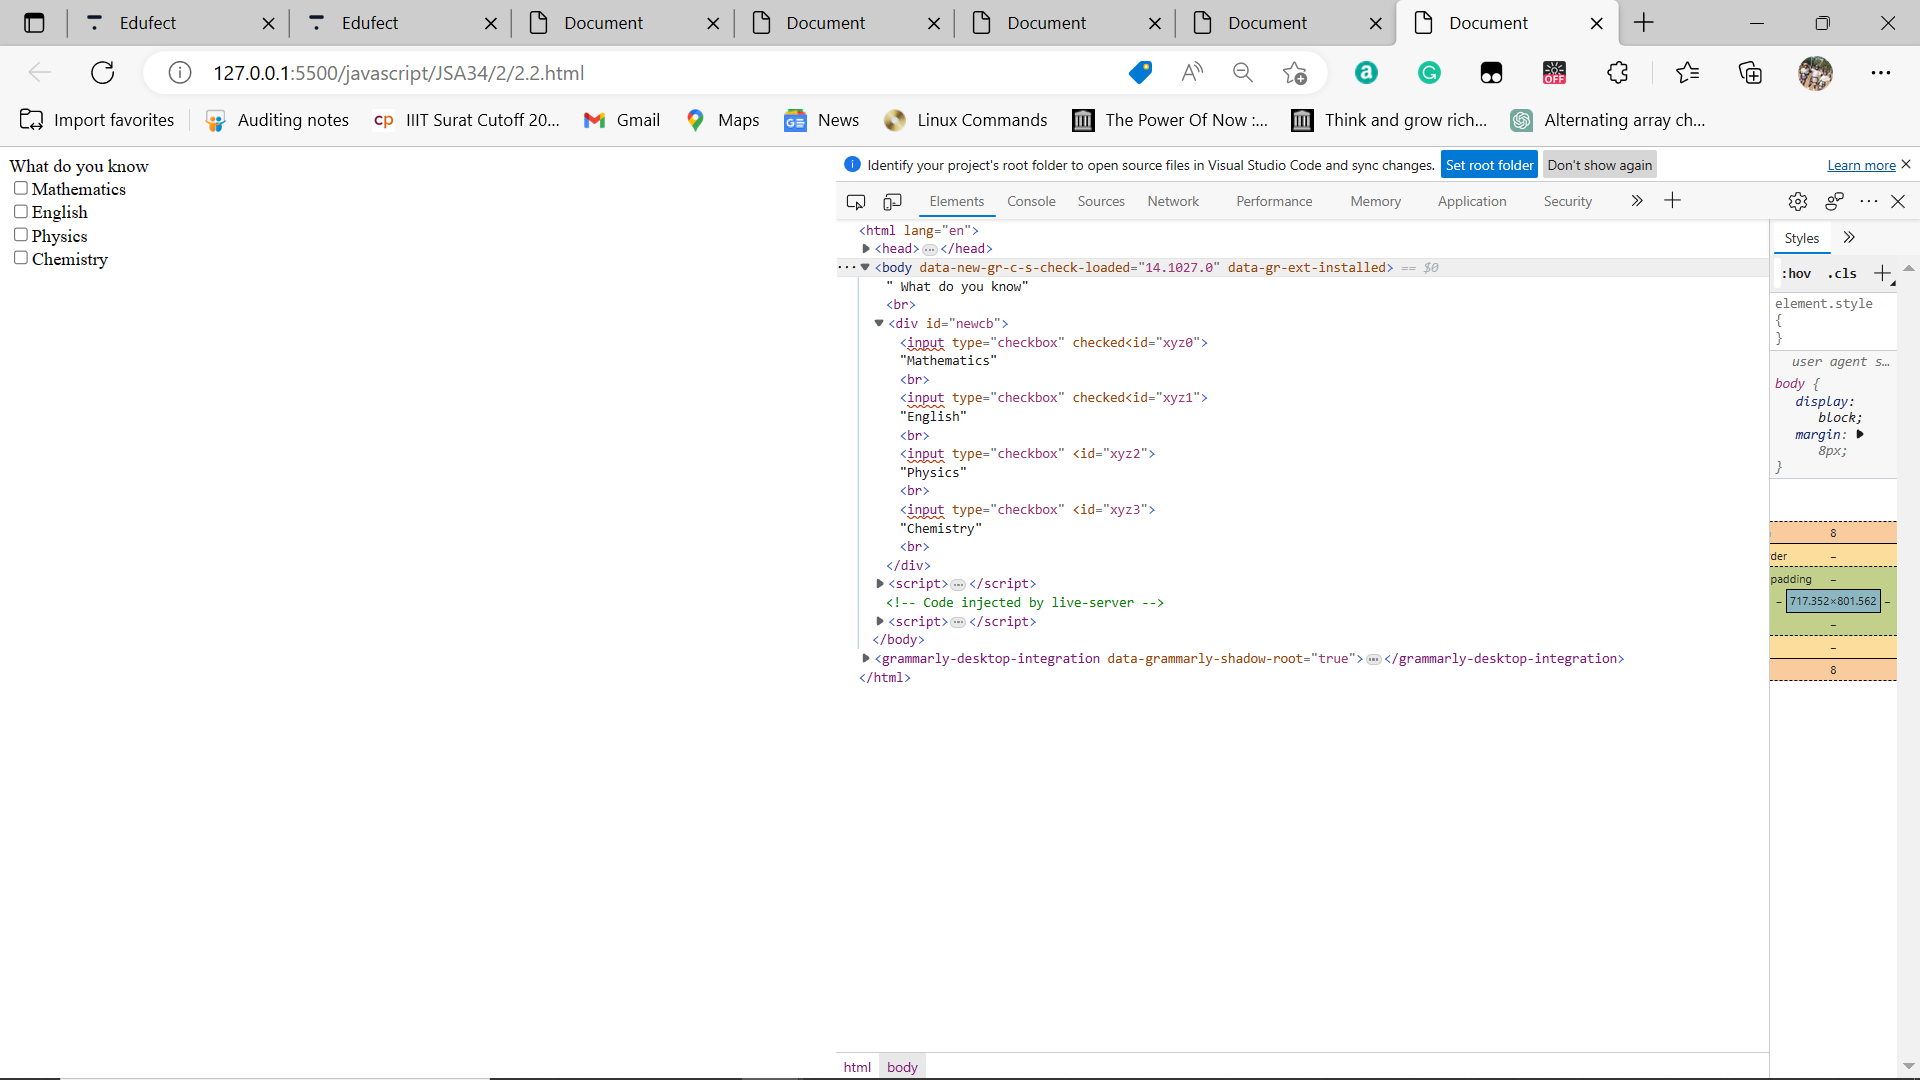 Edufect
Edufect
Document
Document
Document
Document
Document
127.0.0.1:5500/javascript/JSA34/2/2.2.html
A
a
G
OFF
Import favorites
Auditing notes
cp IIIT Surat Cutoff 20...
Gmail
Maps
News
Linux Commands
The Power Of Now :...
Think and grow rich...
Alternating array ch...
What do you know
Mathematics
English
Physics
Chemistry
Identify your project's root folder to open source files in Visual Studio Code and sync changes. Set root folder Don't show again Learn more
Elements Console Sources Network Performance Memory Application Security
<html lang="en">
<head>...</head>
...<body data-new-gr-c-s-check-loaded="14.1027.0" data-gr-ext-installed> == $0
" What do you know"
<br>
<div id="newcb">
<input type="checkbox" checked<id="xyz0">
"Mathematics"
<br>
<input type="checkbox" checked<id="xyz1">
"English"
<br>
<input type="checkbox" <id="xyz2">
"Physics"
<br>
<input type="checkbox" <id="xyz3">
"Chemistry"
<br>
</div>
<script>...</script>
<!-- Code injected by live-server -->
<script>...</script>
</body>
<grammarly-desktop-integration data-grammarly-shadow-root="true">...</grammarly-desktop-integration>
</html>
html body
Styles
:hov .cls
element.style
{
}
user agent s...
body {
display:
block;
margin:
8px;
}
8
der –
padding –
– 717.352×801.562 –
–
–
8